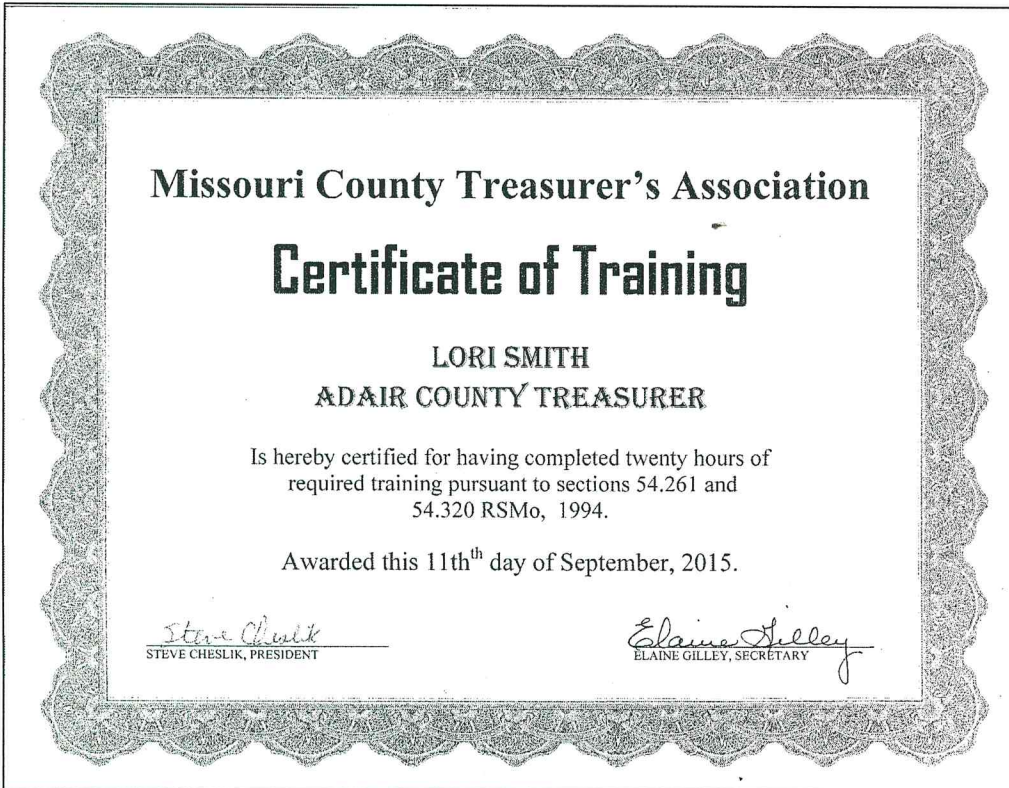 Missouri County Treasurer's Association
Certificate of Training
LORI SMITH
ADAIR COUNTY TREASURER
Is hereby certified for having completed twenty hours of
required training pursuant to sections 54.261 and
54.320 RSMo, 1994.
Awarded this 11th^th day of September, 2015.
Steve Cheslik
STEVE CHESLIK, PRESIDENT
Elaine Gilley
ELAINE GILLEY, SECRETARY